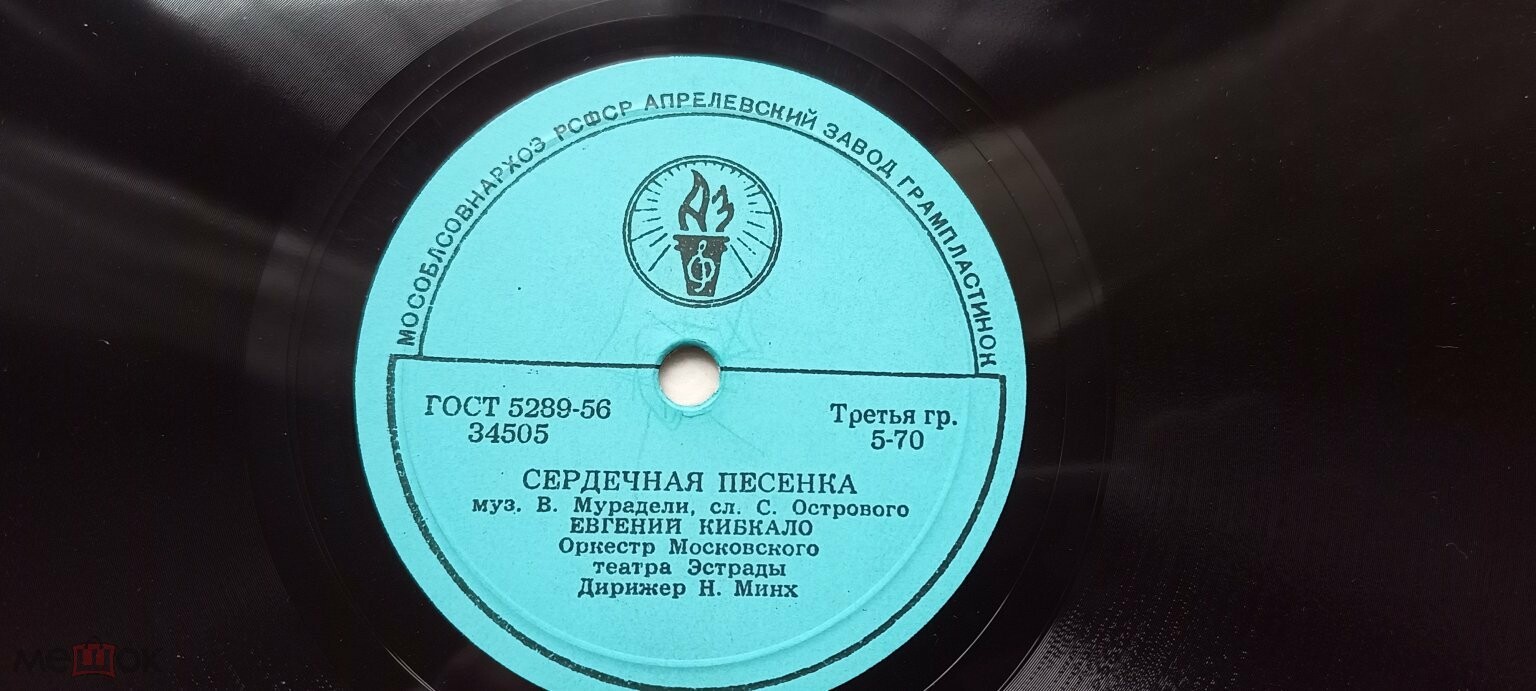 МОСОБЛСОВНАРХОЗ РСФСР АПРЕЛЕВСКИЙ ЗАВОД ГРАМПЛАСТИНОК
АЗ
ГОСТ 5289-56
34505
Третья гр.
5-70
СЕРДЕЧНАЯ ПЕСЕНКА
муз. В. Мурадели, сл. С. Острового
ЕВГЕНИЙ КИБКАЛО
Оркестр Московского
театра Эстрады
Дирижер Н. Минх
мешок